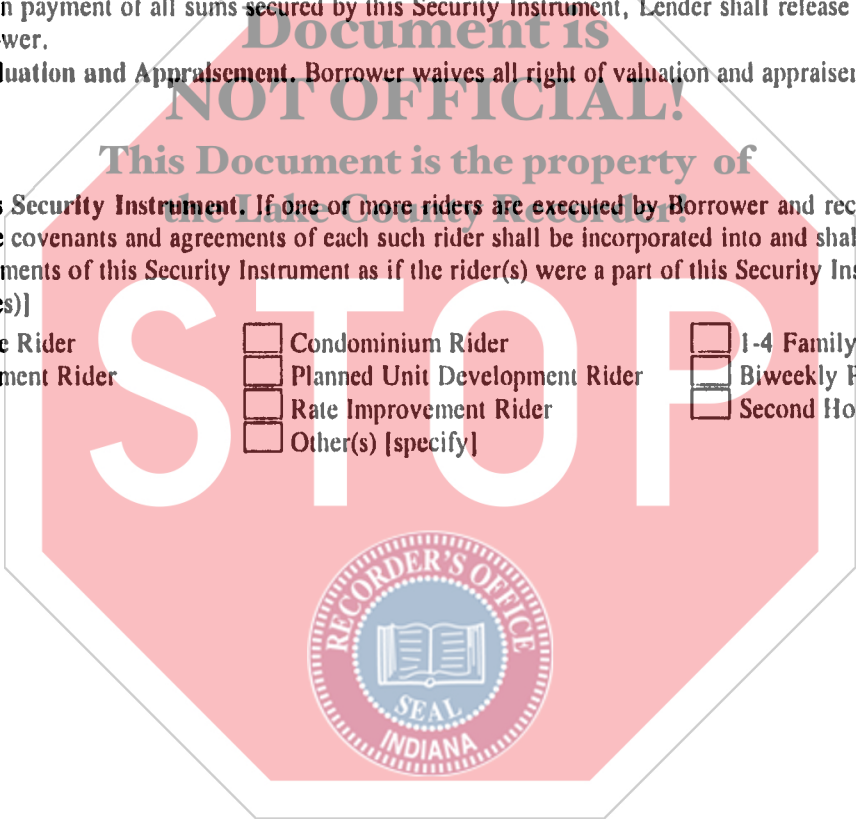 n payment of all sums secured by this Security Instrument, Lender shall release
wer.
Document is
luation and Appraisement. Borrower waives all right of valuation and appraiser
NOT OFFICIAL!
This Document is the property of
s Security Instrument. If one or more riders are executed by Borrower and rec
the Lake County Recorder!
e covenants and agreements of each such rider shall be incorporated into and shal
ments of this Security Instrument as if the rider(s) were a part of this Security Ins
es)]
e Rider Condominium Rider 1-4 Family
ment Rider Planned Unit Development Rider Biweekly P
Rate Improvement Rider Second Ho
Other(s) [specify]
STOP
RECORDER'S OFFICE
SEAL
INDIANA